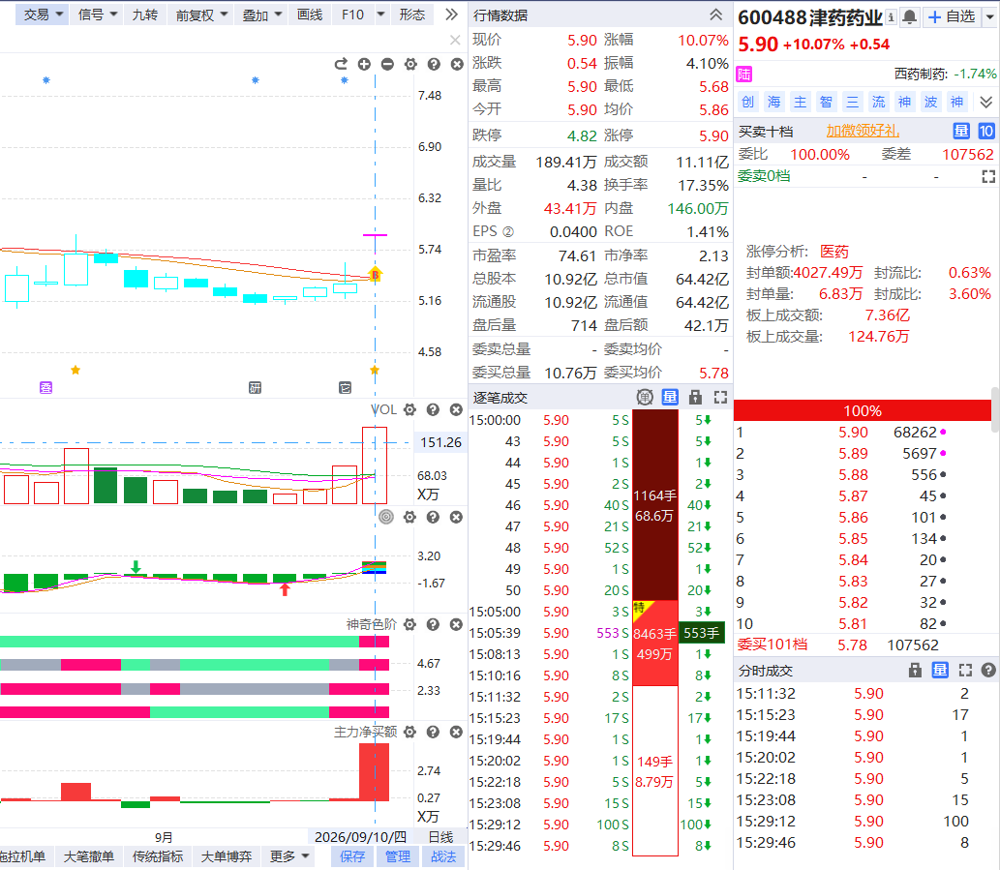 交易 信号 九转 前复权 叠加 画线 F10 形态
7.48
6.90
6.32
5.74
B
5.16
4.58
研
VOL
151.26
68.03
X万
3.20
-1.67
神奇色阶
4.67
2.33
主力净买额
2.74
0.27
X万
9月 2026/09/10/四 日线
拖拉机单 大笔撤单 传统指标 大单博弈 更多 保存 管理 战法
行情数据
现价 5.90 涨幅 10.07%
涨跌 0.54 振幅 4.10%
最高 5.90 最低 5.68
今开 5.90 均价 5.86
跌停 4.82 涨停 5.90
成交量 189.41万 成交额 11.11亿
量比 4.38 换手率 17.35%
外盘 43.41万 内盘 146.00万
EPS ② 0.0400 ROE 1.41%
市盈率 74.61 市净率 2.13
总股本 10.92亿 总市值 64.42亿
流通股 10.92亿 流通值 64.42亿
盘后量 714 盘后额 42.1万
委卖总量 - 委卖均价 -
委买总量 10.76万 委买均价 5.78
逐笔成交 单 量
15:00:00 5.90 5 S 5
43 5.90 5 S 5
44 5.90 1 S 1
45 5.90 2 S 2
46 5.90 40 S 40
47 5.90 21 S 21
48 5.90 52 S 52
49 5.90 1 S 1
50 5.90 20 S 20
15:05:00 5.90 3 S 3
15:05:39 5.90 553 S 553手
15:08:13 5.90 1 S 1
15:10:16 5.90 8 S 8
15:11:32 5.90 2 S 2
15:15:23 5.90 17 S 17
15:19:44 5.90 1 S 1
15:20:02 5.90 1 S 1
15:22:18 5.90 5 S 5
15:23:08 5.90 15 S 15
15:29:12 5.90 100 S 100
15:29:46 5.90 8 S 8
1164手
68.6万
特
8463手
499万
149手
8.79万
600488 津药药业 自选
5.90 +10.07% +0.54
陆 西药制药: -1.74%
创 海 主 智 三 流 神 波 神
买卖十档 加微领好礼 量 10
委比 100.00% 委差 107562
委卖0档 - -
涨停分析: 医药
封单额:4027.49万 封流比: 0.63%
封单量: 6.83万 封成比: 3.60%
板上成交额: 7.36亿
板上成交量: 124.76万
100%
1 5.90 68262
2 5.89 5697
3 5.88 556
4 5.87 45
5 5.86 101
6 5.85 134
7 5.84 20
8 5.83 27
9 5.82 32
10 5.81 82
委买101档 5.78 107562
分时成交 量
15:11:32 5.90 2
15:15:23 5.90 17
15:19:44 5.90 1
15:20:02 5.90 1
15:22:18 5.90 5
15:23:08 5.90 15
15:29:12 5.90 100
15:29:46 5.90 8